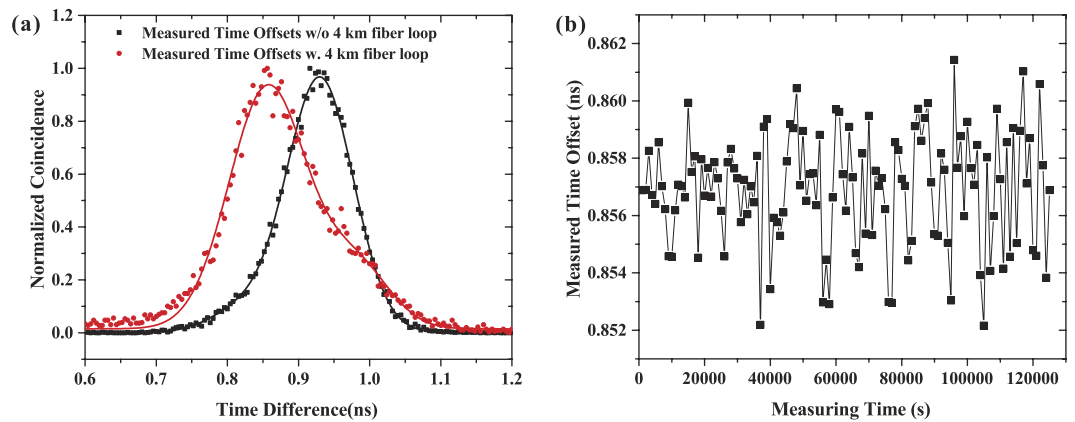 (a)
Measured Time Offsets w/o 4 km fiber loop
Measured Time Offsets w. 4 km fiber loop
Normalized Coincidence
1.0
0.8
0.6
0.4
0.2
0.0
0.6 0.7 0.8 0.9 1.0 1.1 1.2
Time Difference(ns)
(b)
Measured Time Offset (ns)
0.862
0.860
0.858
0.856
0.854
0.852
0 20000 40000 60000 80000 100000 120000
Measuring Time (s)